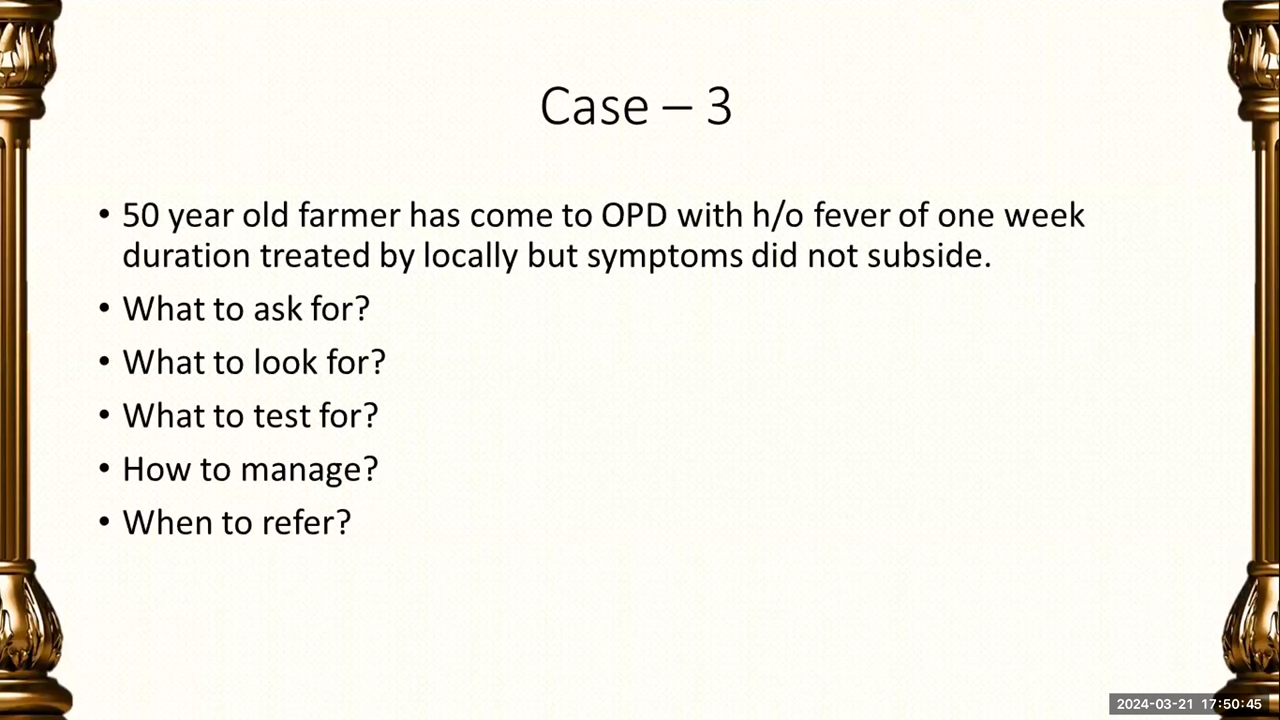 Case – 3
• 50 year old farmer has come to OPD with h/o fever of one week
duration treated by locally but symptoms did not subside.
• What to ask for?
• What to look for?
• What to test for?
• How to manage?
• When to refer?
2024-03-21 17:50:45